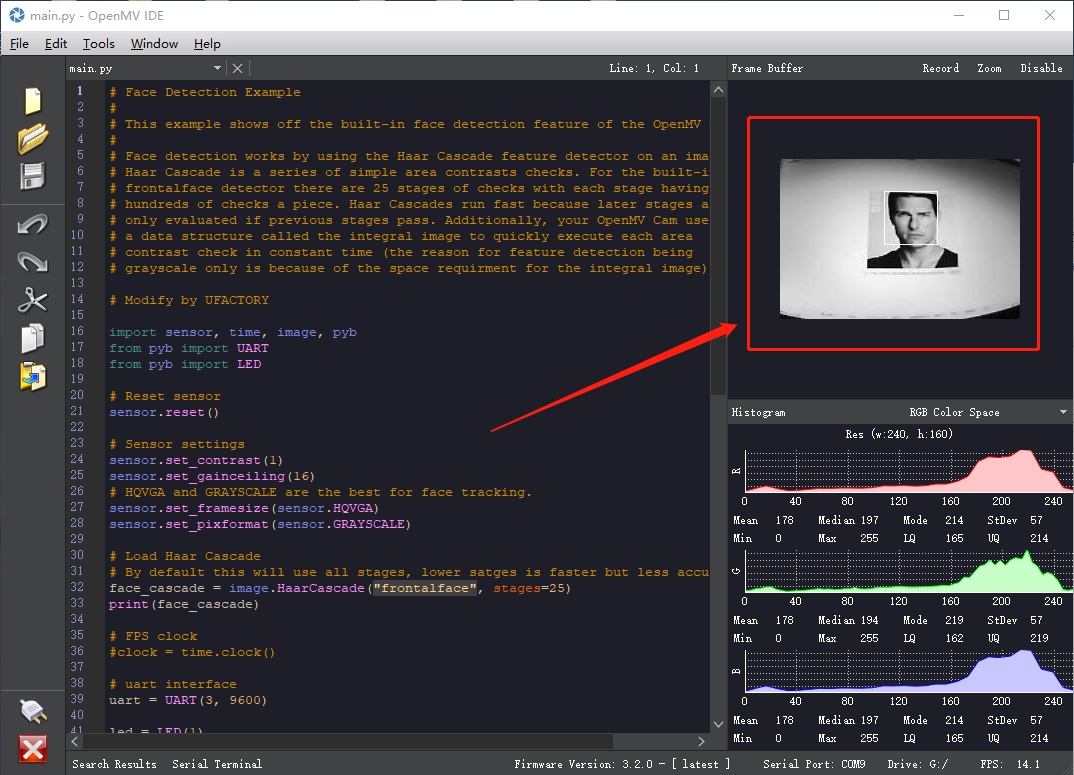 main.py - OpenMV IDE
File Edit Tools Window Help
main.py Line: 1, Col: 1
1 # Face Detection Example
2 #
3 # This example shows off the built-in face detection feature of the OpenMV
4 #
5 # Face detection works by using the Haar Cascade feature detector on an ima
6 # Haar Cascade is a series of simple area contrasts checks. For the built-i
7 # frontalface detector there are 25 stages of checks with each stage having
8 # hundreds of checks a piece. Haar Cascades run fast because later stages a
9 # only evaluated if previous stages pass. Additionally, your OpenMV Cam use
10 # a data structure called the integral image to quickly execute each area
11 # contrast check in constant time (the reason for feature detection being
12 # grayscale only is because of the space requirment for the integral image)
13
14 # Modify by UFACTORY
15
16 import sensor, time, image, pyb
17 from pyb import UART
18 from pyb import LED
19
20 # Reset sensor
21 sensor.reset()
22
23 # Sensor settings
24 sensor.set_contrast(1)
25 sensor.set_gainceiling(16)
26 # HQVGA and GRAYSCALE are the best for face tracking.
27 sensor.set_framesize(sensor.HQVGA)
28 sensor.set_pixformat(sensor.GRAYSCALE)
29
30 # Load Haar Cascade
31 # By default this will use all stages, lower satges is faster but less accu
32 face_cascade = image.HaarCascade("frontalface", stages=25)
33 print(face_cascade)
34
35 # FPS clock
36 #clock = time.clock()
37
38 # uart interface
39 uart = UART(3, 9600)
40
41 led = LED(1)
Frame Buffer Record Zoom Disable
Histogram RGB Color Space
Res (w:240, h:160)
R
0 40 80 120 160 200 240
Mean 178 Median 197 Mode 214 StDev 57
Min 0 Max 255 LQ 165 UQ 214
G
0 40 80 120 160 200 240
Mean 178 Median 194 Mode 219 StDev 57
Min 0 Max 255 LQ 162 UQ 219
B
0 40 80 120 160 200 240
Mean 178 Median 197 Mode 214 StDev 57
Min 0 Max 255 LQ 165 UQ 214
Search Results Serial Terminal Firmware Version: 3.2.0 - [ latest ] Serial Port: COM9 Drive: G:/ FPS: 14.1